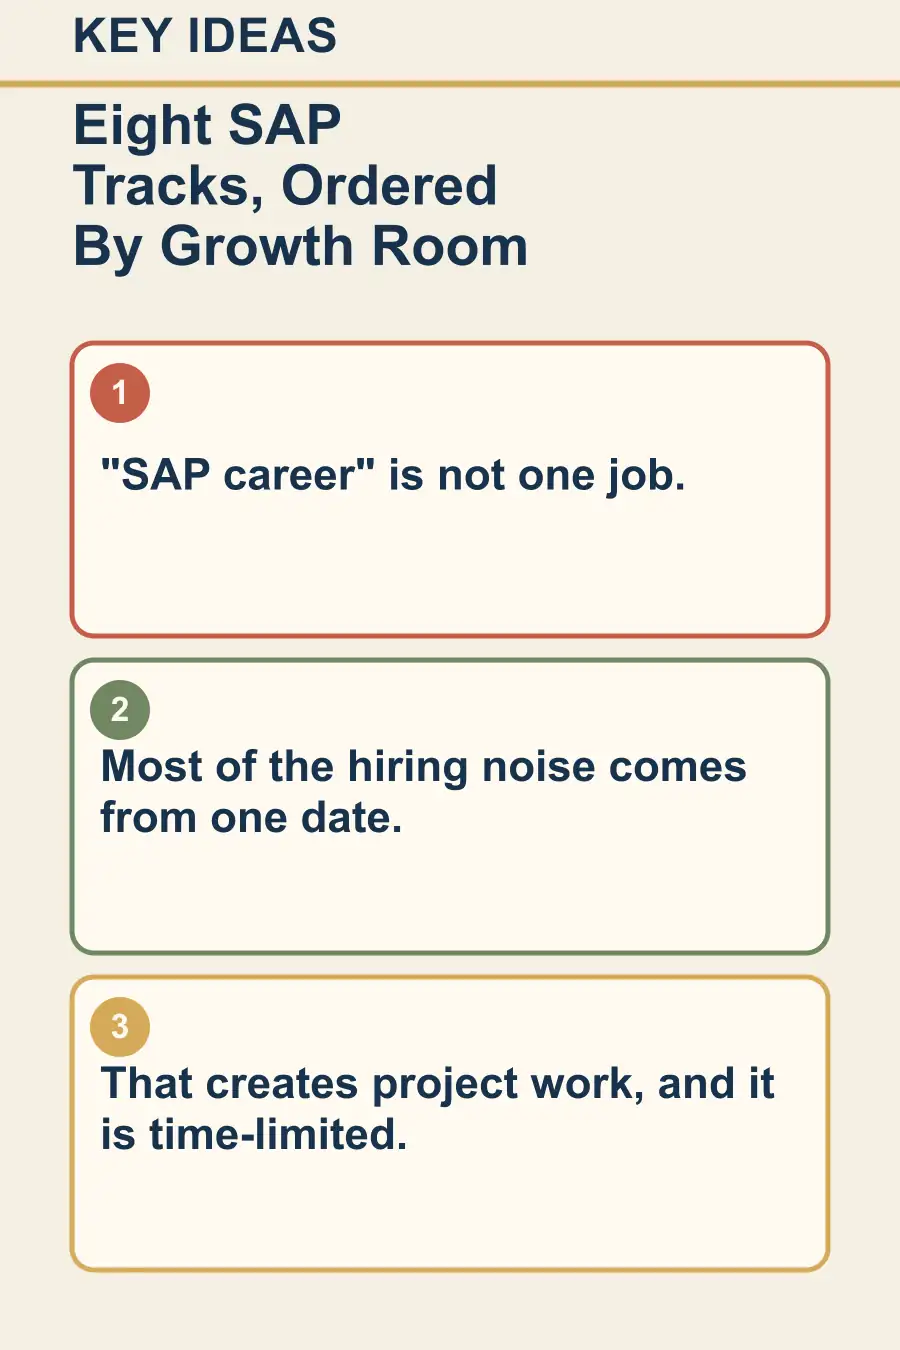 KEY IDEAS
Eight SAP
Tracks, Ordered
By Growth Room
1
"SAP career" is not one job.
2
Most of the hiring noise comes
from one date.
3
That creates project work, and it
is time-limited.